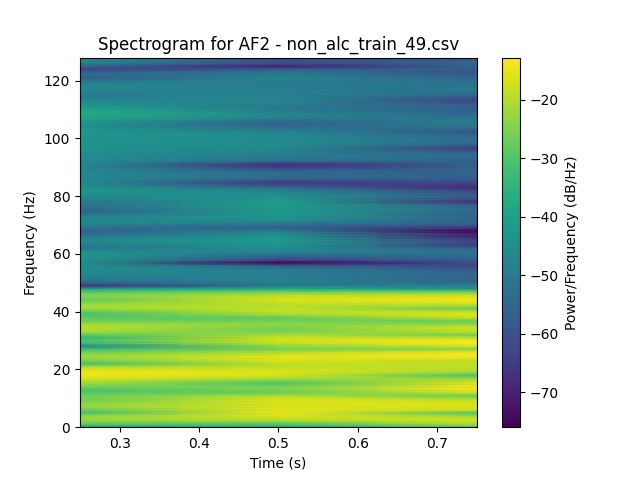 Spectrogram for AF2 - non_alc_train_49.csv
120
100
80
60
40
20
0
Frequency (Hz)
0.3 0.4 0.5 0.6 0.7
Time (s)
−20
−30
−40
−50
−60
−70
Power/Frequency (dB/Hz)